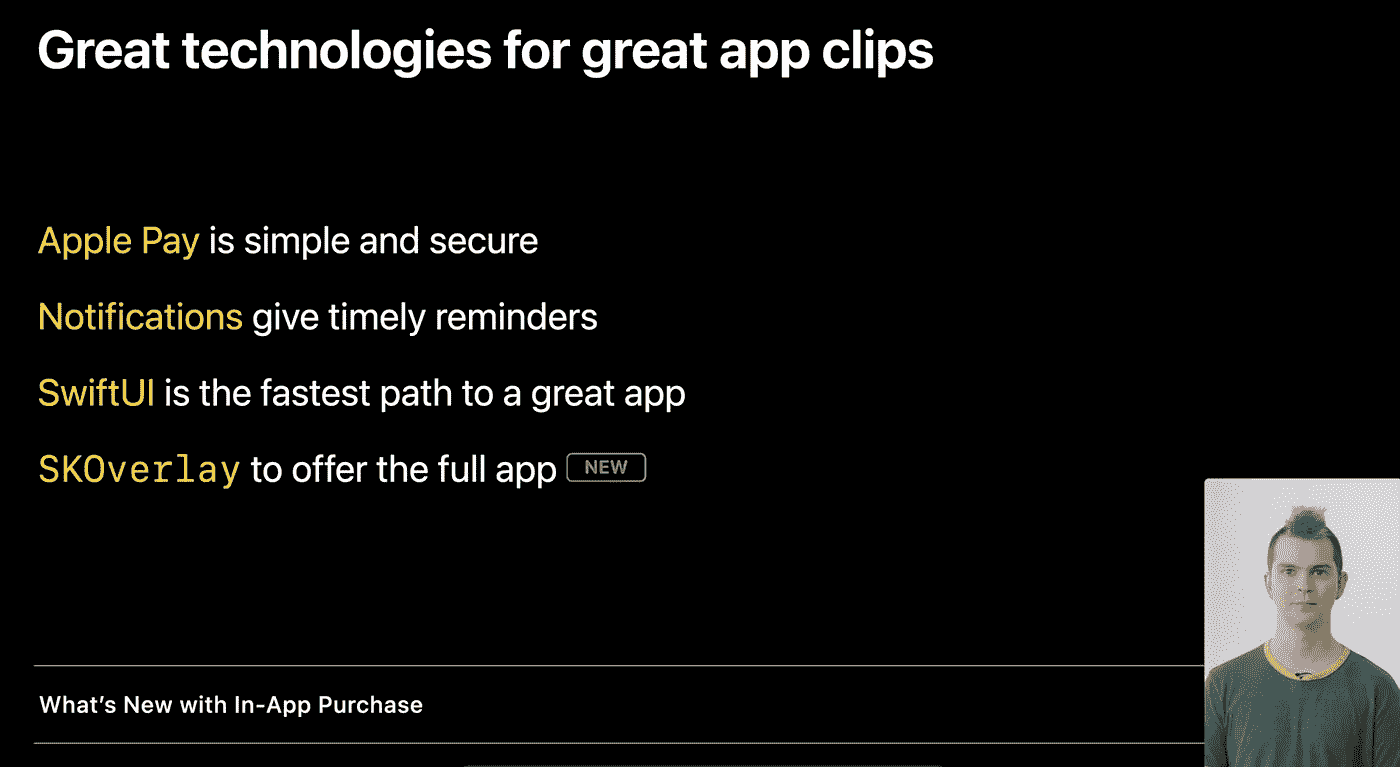 Great technologies for great app clips
Apple Pay is simple and secure
Notifications give timely reminders
SwiftUI is the fastest path to a great app
SKOverlay to offer the full app NEW
What’s New with In-App Purchase